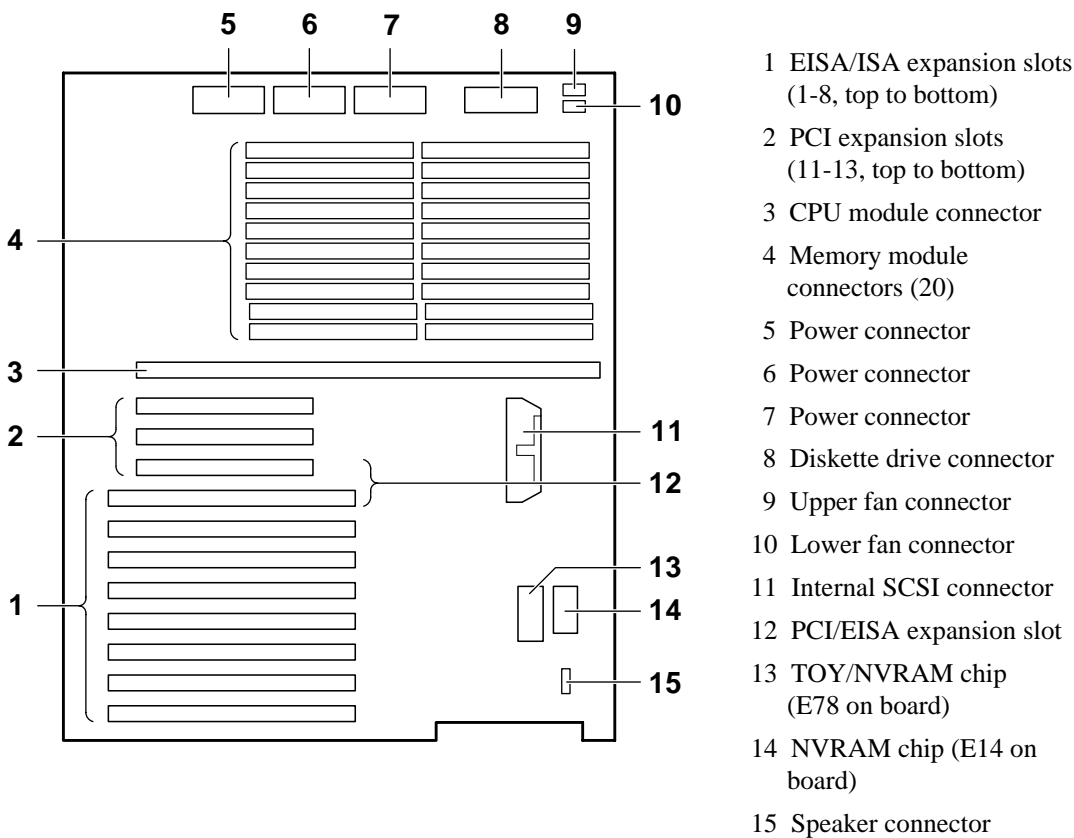 5 6 7 8 9
10
4
3
2
11
12
1
13
14
15
1 EISA/ISA expansion slots
(1-8, top to bottom)
2 PCI expansion slots
(11-13, top to bottom)
3 CPU module connector
4 Memory module
connectors (20)
5 Power connector
6 Power connector
7 Power connector
8 Diskette drive connector
9 Upper fan connector
10 Lower fan connector
11 Internal SCSI connector
12 PCI/EISA expansion slot
13 TOY/NVRAM chip
(E78 on board)
14 NVRAM chip (E14 on
board)
15 Speaker connector